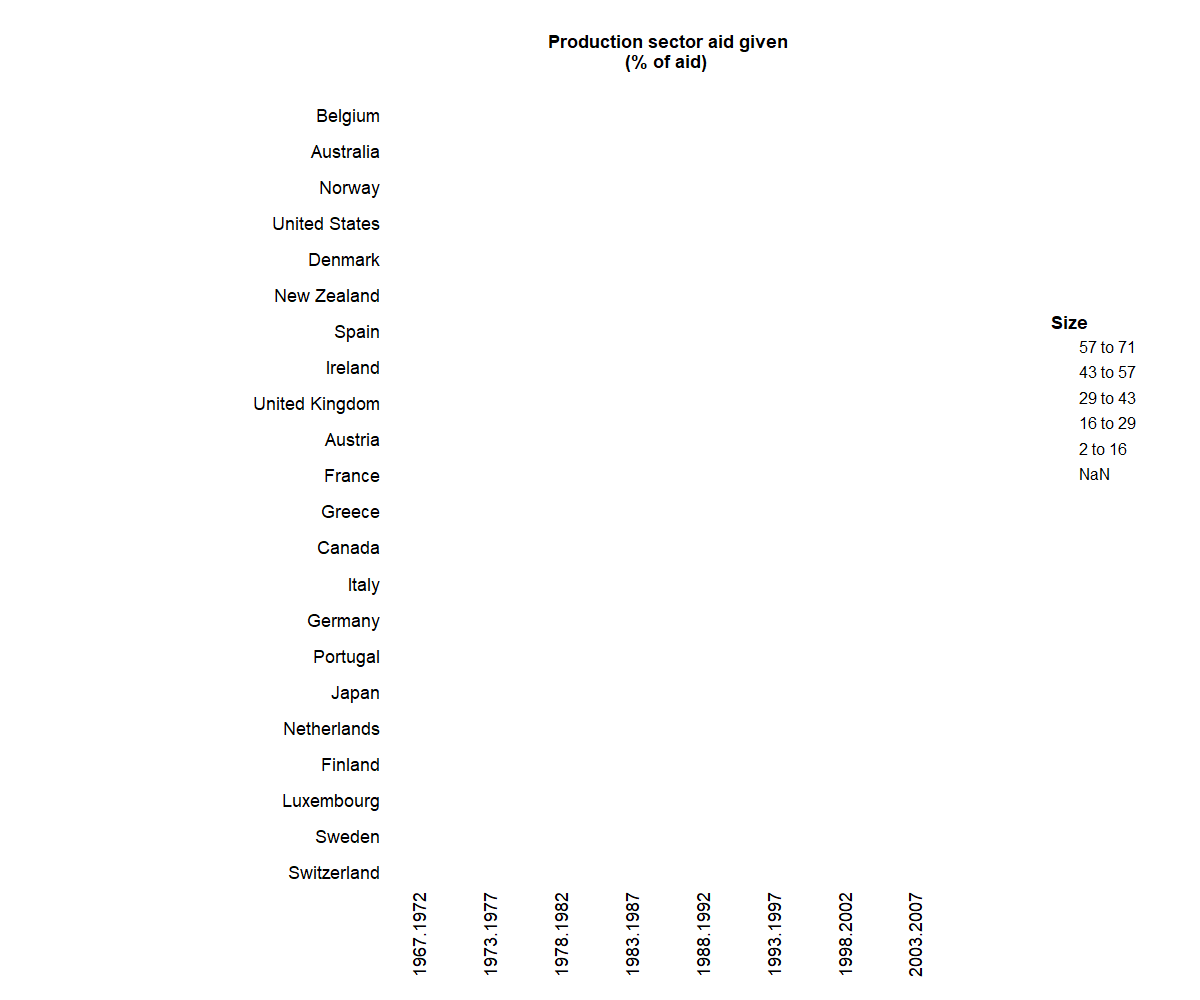 Production sector aid given
(% of aid)
Belgium
Australia
Norway
United States
Denmark
New Zealand
Spain
Ireland
United Kingdom
Austria
France
Greece
Canada
Italy
Germany
Portugal
Japan
Netherlands
Finland
Luxembourg
Sweden
Switzerland
1967.1972
1973.1977
1978.1982
1983.1987
1988.1992
1993.1997
1998.2002
2003.2007
Size
57 to 71
43 to 57
29 to 43
16 to 29
2 to 16
NaN